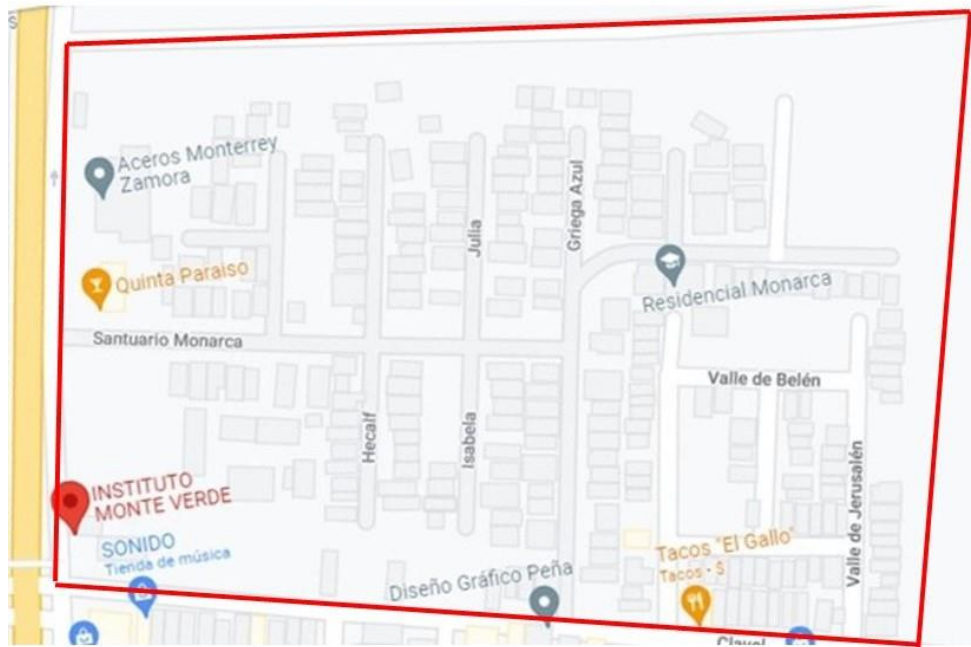 S
Aceros Monterrey
Zamora
Griega Azul
Julia
Quinta Paraiso
Residencial Monarca
Santuario Monarca
Valle de Belén
Hecalf
Isabela
Valle de Jerusalén
INSTITUTO
MONTE VERDE
SONIDO
Tienda de música
Tacos "El Gallo"
Tacos - $
Diseño Gráfico Peña
Clavel